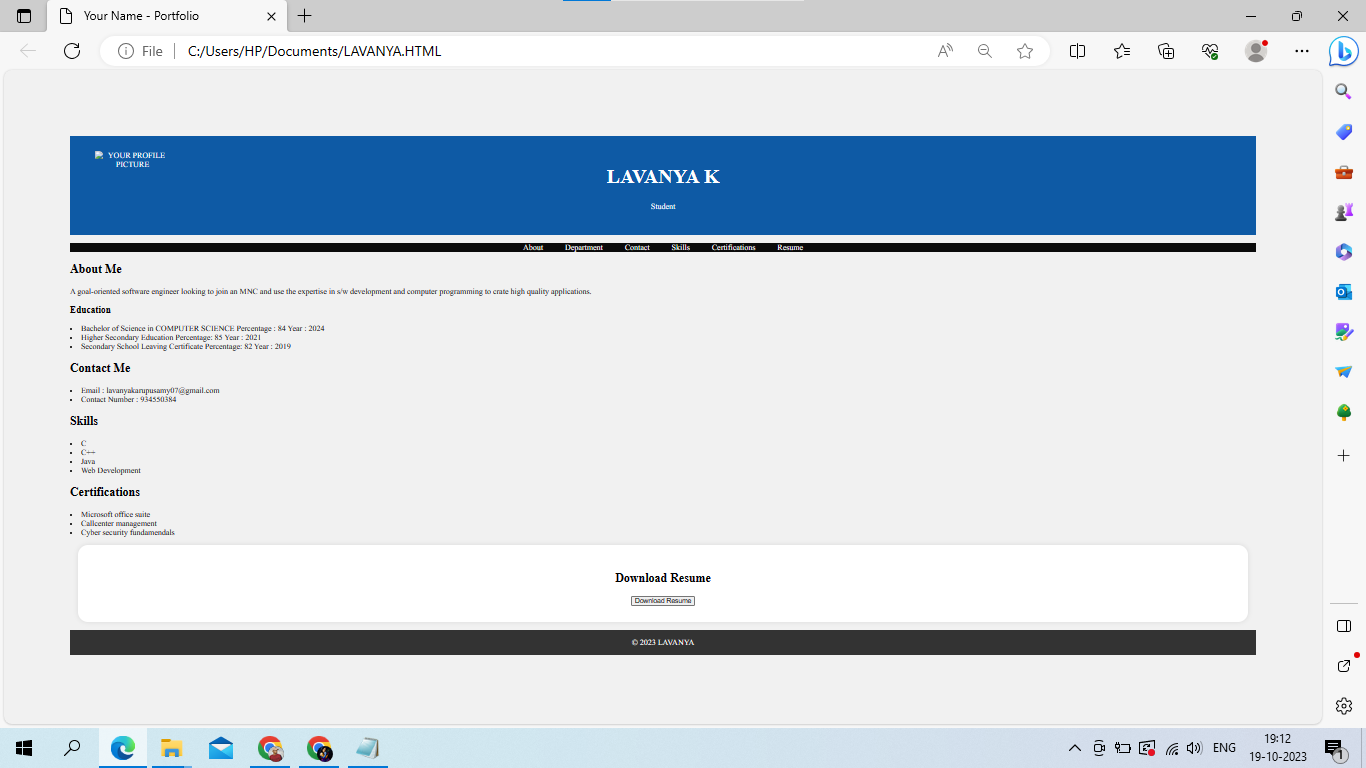 Your Name - Portfolio
File
C:/Users/HP/Documents/LAVANYA.HTML
YOUR PROFILE
PICTURE
LAVANYA K
Student
About Department Contact Skills Certifications Resume
About Me
A goal-oriented software engineer looking to join an MNC and use the expertise in s/w development and computer programming to crate high quality applications.
Education
Bachelor of Science in COMPUTER SCIENCE Percentage : 84 Year : 2024
Higher Secondary Education Percentage: 85 Year : 2021
Secondary School Leaving Certificate Percentage: 82 Year : 2019
Contact Me
Email : lavanyakarupusamy07@gmail.com
Contact Number : 934550384
Skills
C
C++
Java
Web Development
Certifications
Microsoft office suite
Callcenter management
Cyber security fundamendals
Download Resume
Download Resume
© 2023 LAVANYA
ENG
19:12
19-10-2023
1